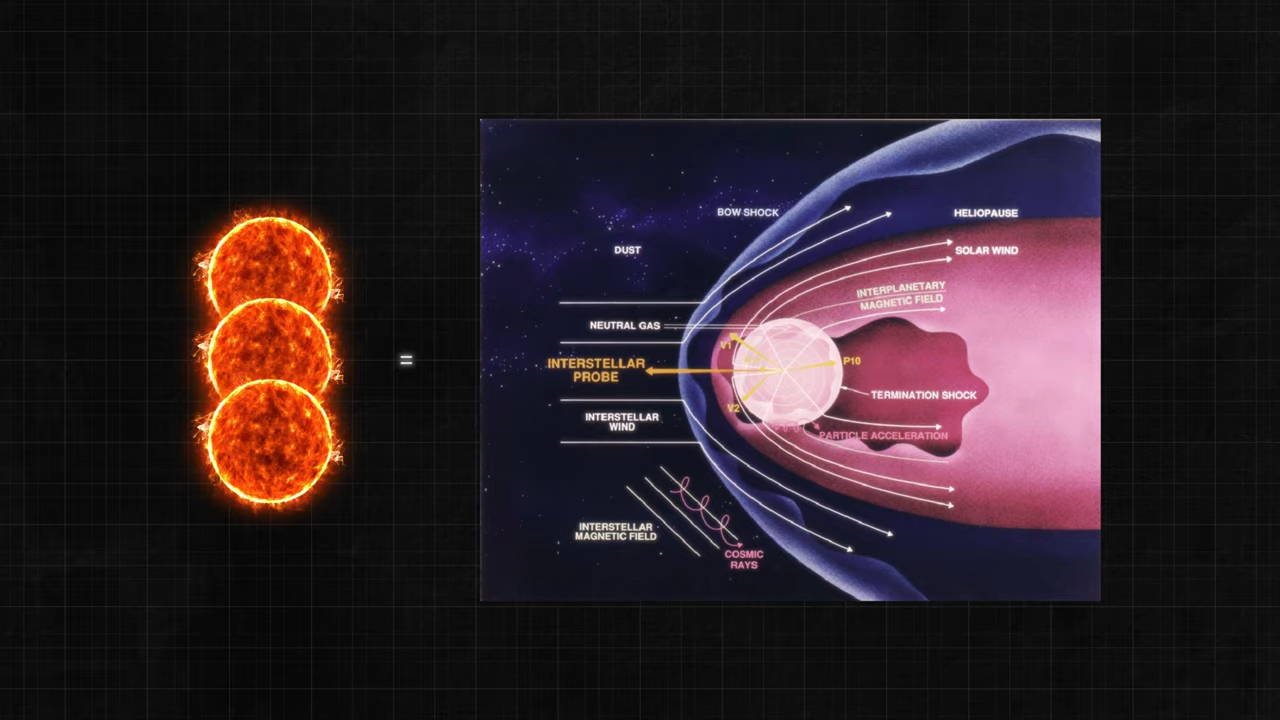 =
BOW SHOCK
HELIOPAUSE
DUST
SOLAR WIND
INTERPLANETARY
MAGNETIC FIELD
NEUTRAL GAS
V1
P10
INTERSTELLAR
PROBE
TERMINATION SHOCK
V2
INTERSTELLAR
WIND
PARTICLE ACCELERATION
INTERSTELLAR
MAGNETIC FIELD
COSMIC
RAYS